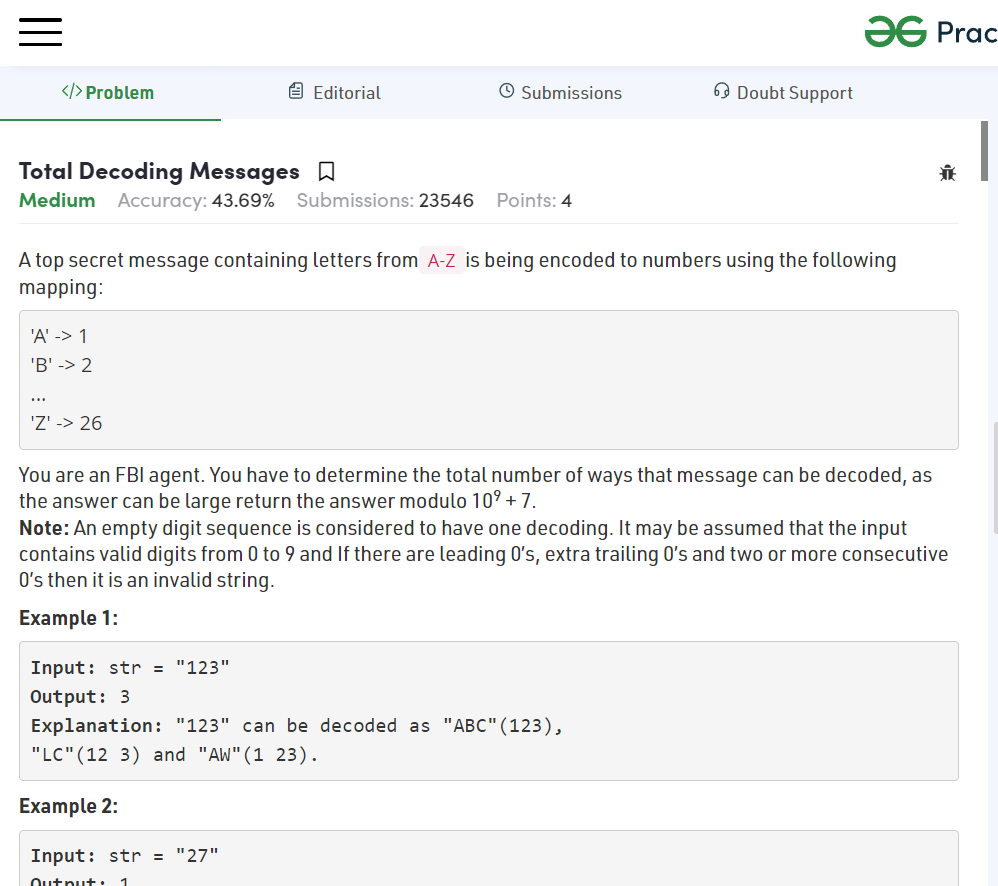 Prac
</> Problem
Editorial
Submissions
Doubt Support
Total Decoding Messages
Medium Accuracy: 43.69% Submissions: 23546 Points: 4
A top secret message containing letters from A-Z is being encoded to numbers using the following
mapping:
'A' -> 1
'B' -> 2
...
'Z' -> 26
You are an FBI agent. You have to determine the total number of ways that message can be decoded, as
the answer can be large return the answer modulo 10⁹ + 7.
Note: An empty digit sequence is considered to have one decoding. It may be assumed that the input
contains valid digits from 0 to 9 and If there are leading 0's, extra trailing 0's and two or more consecutive
0's then it is an invalid string.
Example 1:
Input: str = "123"
Output: 3
Explanation: "123" can be decoded as "ABC"(123),
"LC"(12 3) and "AW"(1 23).
Example 2:
Input: str = "27"
Output: 1